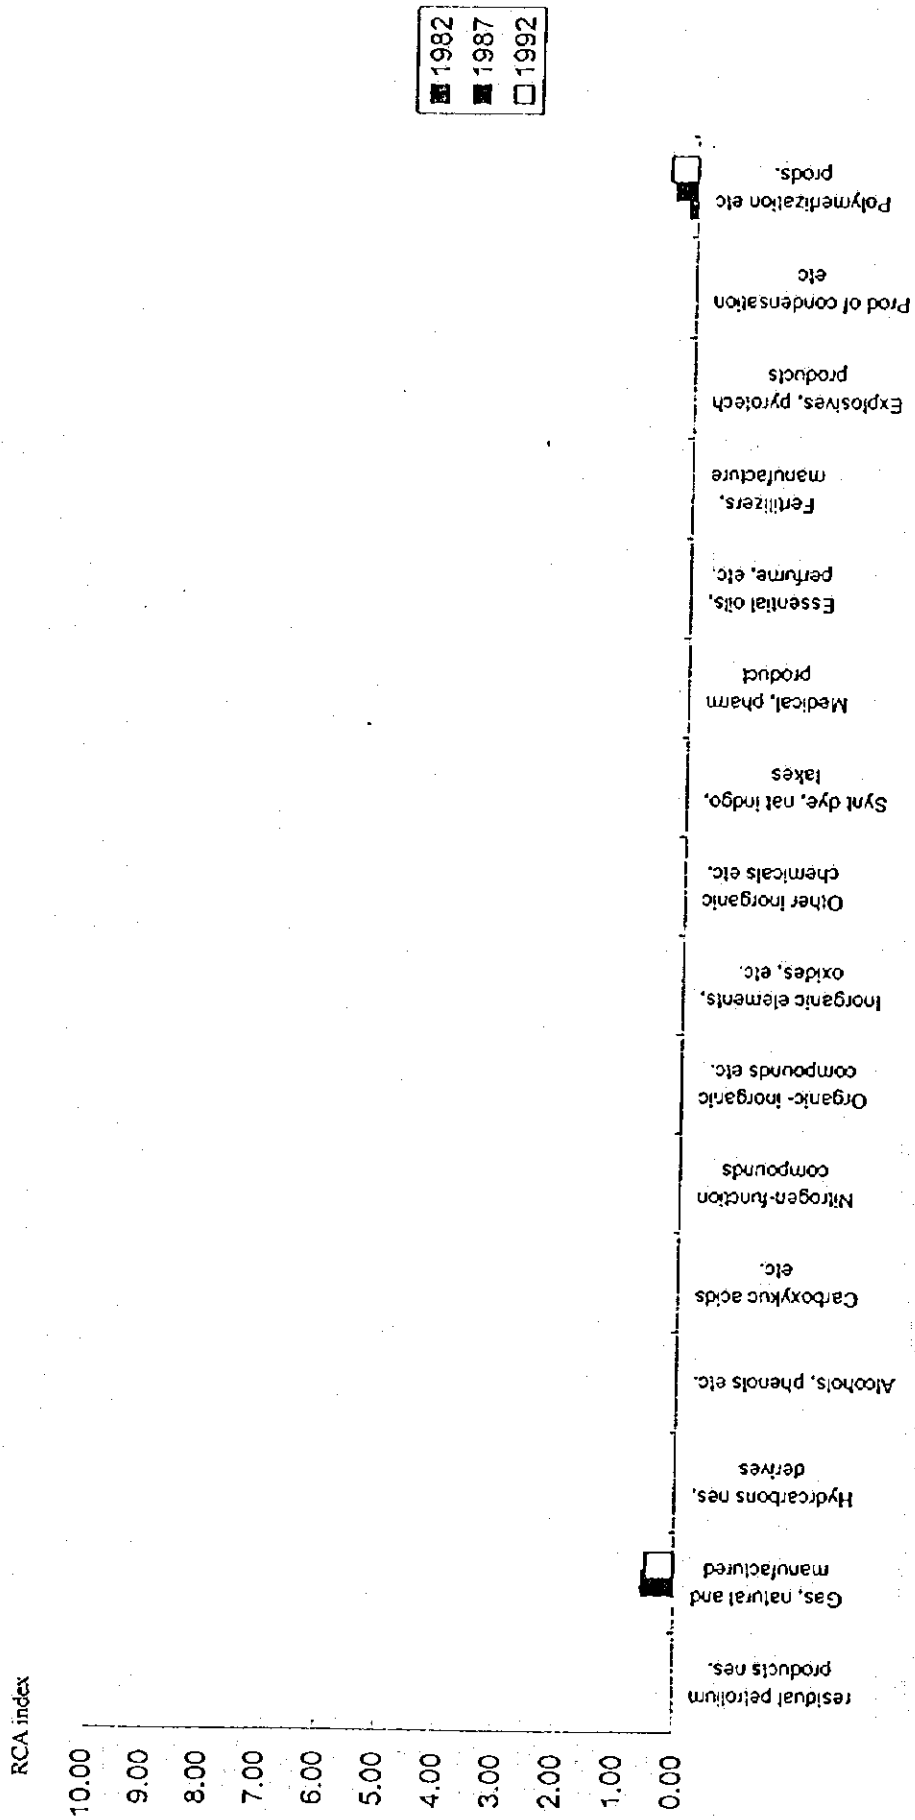 RCA index
10.00
9.00
8.00
7.00
6.00
5.00
4.00
3.00
2.00
1.00
0.00
residual petrolium
products nes.
Gas, natural and
manufactured
Hydrcarbons nes,
derives
Alcohols, phenols etc.
Carboxykuc acids
etc.
Nitrogen-function
compounds
Organic- inorganic
compounds etc.
Inorganic elements,
oxides, etc.
Other inorganic
chemicals etc.
Synt dye, nat indgo,
lakes
Medical, pharm
product
Essential oils,
perfume, etc.
Fertilizers,
manufacture
Explosives, pyrotech
products
Prod of condensation
etc
Polymerization etc
prods.
1982
1987
1992